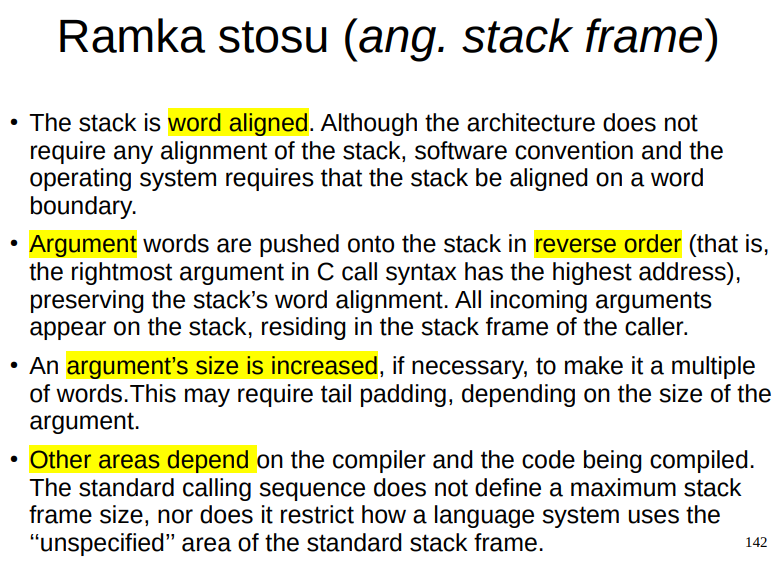 Ramka stosu (ang. stack frame)
• The stack is word aligned. Although the architecture does not
require any alignment of the stack, software convention and the
operating system requires that the stack be aligned on a word
boundary.
• Argument words are pushed onto the stack in reverse order (that is,
the rightmost argument in C call syntax has the highest address),
preserving the stack’s word alignment. All incoming arguments
appear on the stack, residing in the stack frame of the caller.
• An argument’s size is increased, if necessary, to make it a multiple
of words.This may require tail padding, depending on the size of the
argument.
• Other areas depend on the compiler and the code being compiled.
The standard calling sequence does not define a maximum stack
frame size, nor does it restrict how a language system uses the
‘‘unspecified’’ area of the standard stack frame.
142